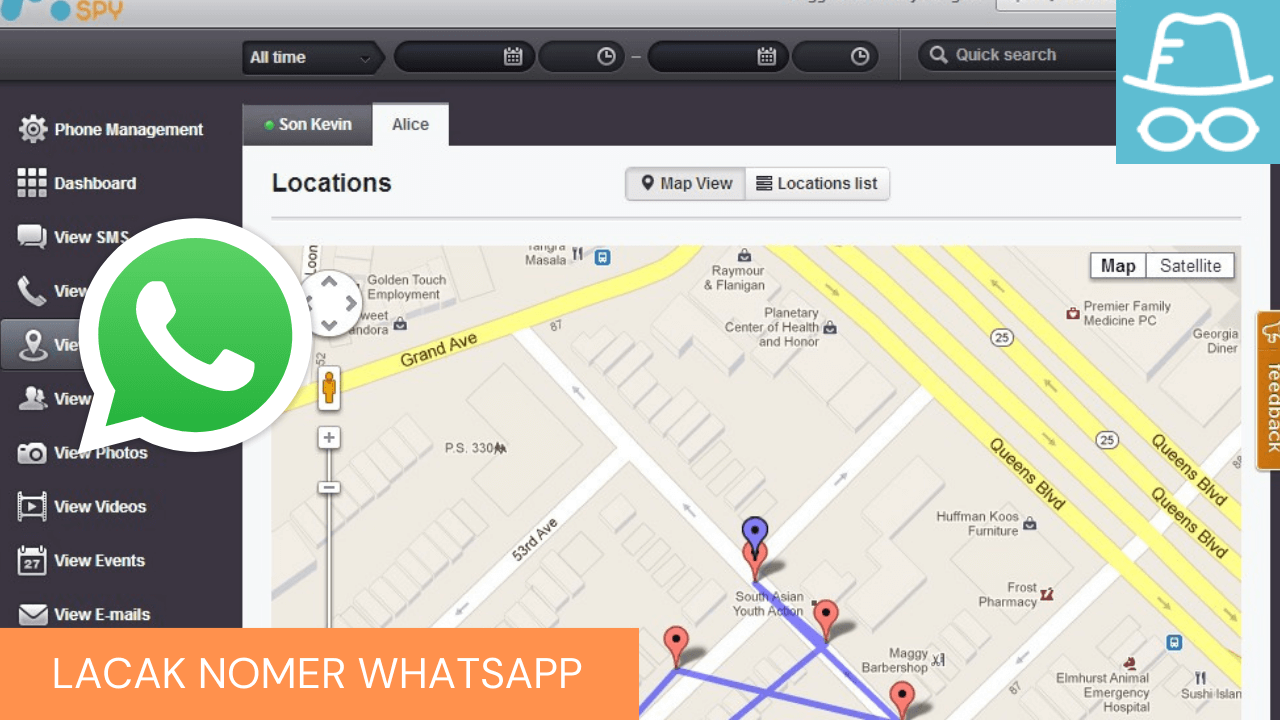 SPY
All time
–
Quick search
Phone Management
Dashboard
View SMS
View
View
View Photos
View Videos
27 View Events
View E-mails
Son Kevin
Alice
Locations
Map View
Locations list
Map
Satellite
Tangra
Masala
Raymour
& Flanigan
Golden Touch
Employment
Planetary
Center of Health
and Honor
Premier Family
Medicine PC
Georgia
Diner
87
25
52
Grand Ave
P.S. 330
25
Queens Blvd
Queens Blvd
Queens Blvd
53rd Ave
Huffman Koos
Furniture
South Asian
Youth Action
Frost
Pharmacy
Maggy
Barbershop
87
Elmhurst Animal
Emergency
Hospital
Sushi Islan
feedback
LACAK NOMER WHATSAPP